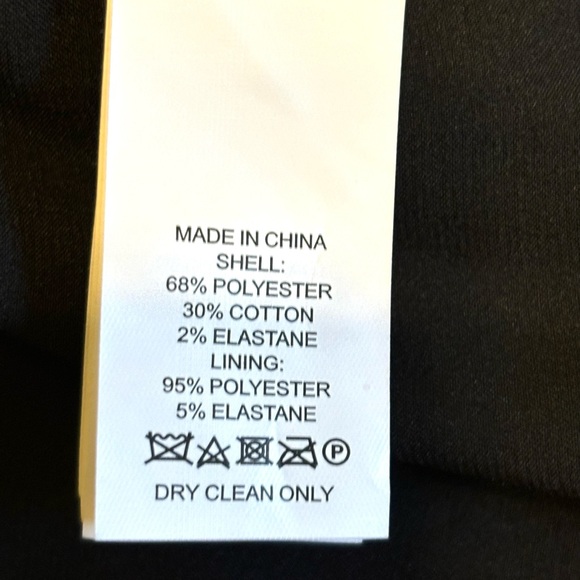 MADE IN CHINA
SHELL:
68% POLYESTER
30% COTTON
2% ELASTANE
LINING:
95% POLYESTER
5% ELASTANE
P
DRY CLEAN ONLY